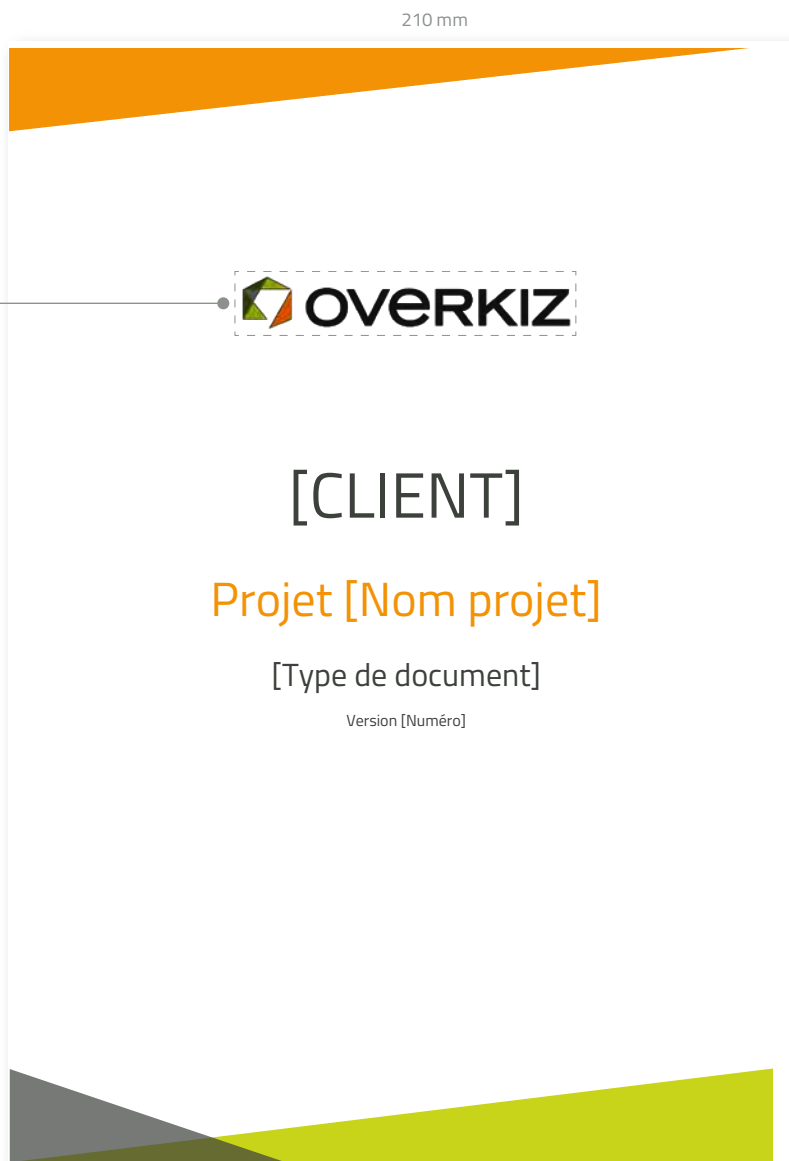 210 mm
OVERKIZ
[CLIENT]
Projet [Nom projet]
[Type de document]
Version [Numéro]